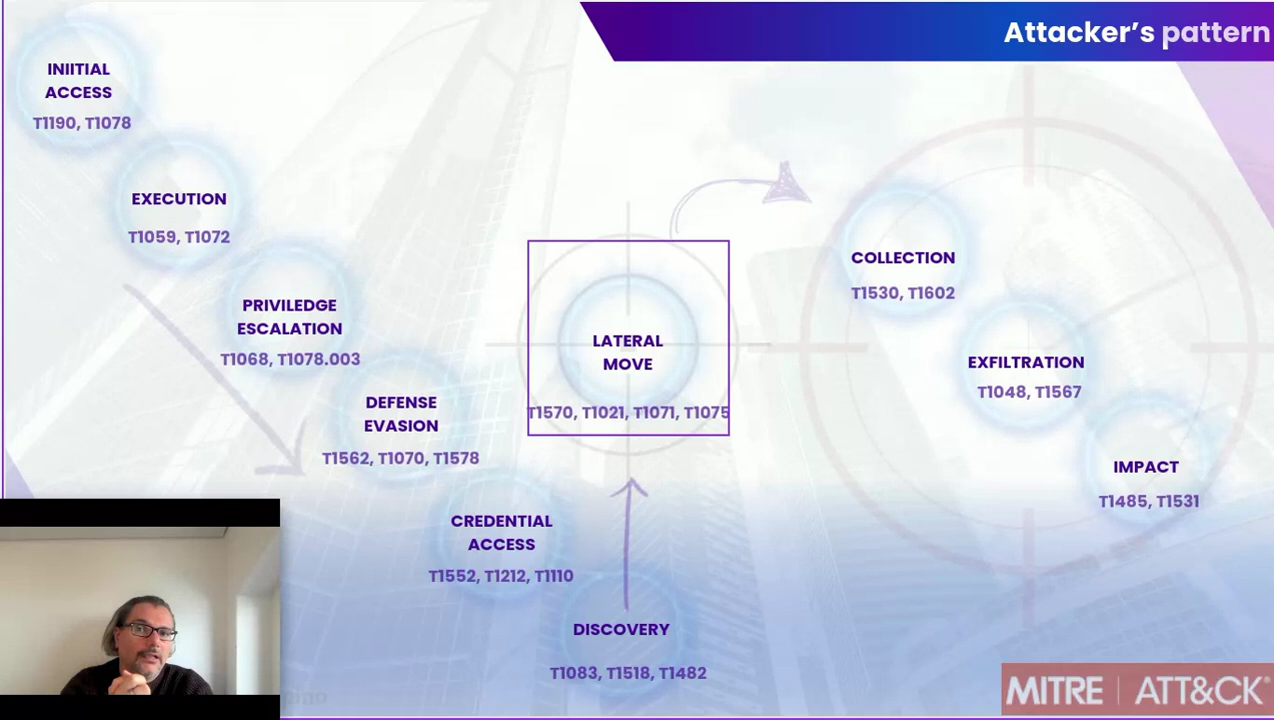 Attacker's pattern
INIITIAL
ACCESS
T1190, T1078
EXECUTION
T1059, T1072
PRIVILEDGE
ESCALATION
T1068, T1078.003
DEFENSE
EVASION
T1562, T1070, T1578
CREDENTIAL
ACCESS
T1552, T1212, T1110
DISCOVERY
T1083, T1518, T1482
LATERAL
MOVE
T1570, T1021, T1071, T1075
COLLECTION
T1530, T1602
EXFILTRATION
T1048, T1567
IMPACT
T1485, T1531
MITRE | ATT&CK®